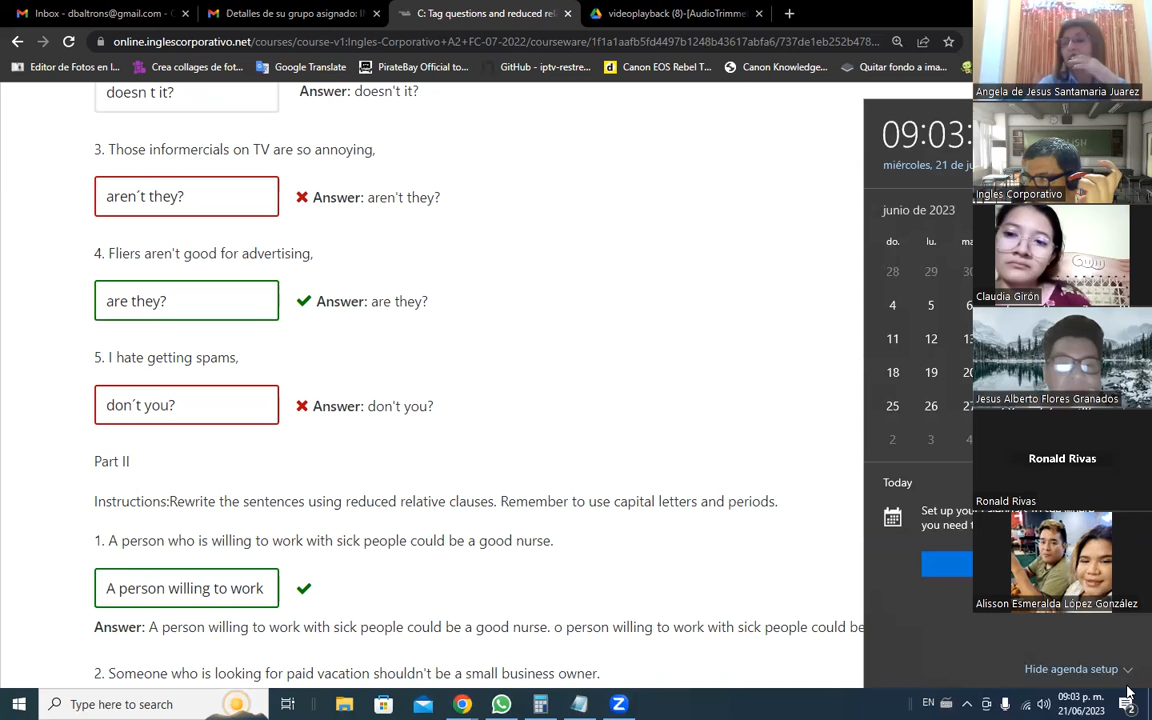 Inbox - dbaltrons@gmail.com - G
Detalles de su grupo asignado: I
C: Tag questions and reduced rel
videoplayback (8)-[AudioTrimme
online.inglescorporativo.net/courses/course-v1:Ingles-Corporativo+A2+FC-07-2022/courseware/1f1a1aafb5fd4497b1248b43617abfa6/737de1eb252b478...
Editor de Fotos en l...
Crea collages de fot...
Google Translate
PirateBay Official to...
GitHub - iptv-restre...
Canon EOS Rebel T...
Canon Knowledge...
Quitar fondo a ima...
doesn t it?
Answer: doesn't it?
3. Those informercials on TV are so annoying,
aren´t they?
Answer: aren't they?
4. Fliers aren't good for advertising,
are they?
Answer: are they?
5. I hate getting spams,
don´t you?
Answer: don't you?
Part II
Instructions:Rewrite the sentences using reduced relative clauses. Remember to use capital letters and periods.
1. A person who is willing to work with sick people could be a good nurse.
A person willing to work
Answer: A person willing to work with sick people could be a good nurse. o person willing to work with sick people could be
2. Someone who is looking for paid vacation shouldn't be a small business owner.
09:03:
miércoles, 21 de ju
junio de 2023
do. lu. ma
28 29 30
4 5 6
11 12 13
18 19 20
25 26 27
2 3 4
Today
Set up you
you need t
Hide agenda setup
Angela de Jesus Santamaria Juarez
Ingles Corporativo
Claudia Girón
Jesus Alberto Flores Granados
Ronald Rivas
Ronald Rivas
Alisson Esmeralda López González
Type here to search
EN
09:03 p. m.
21/06/2023
2